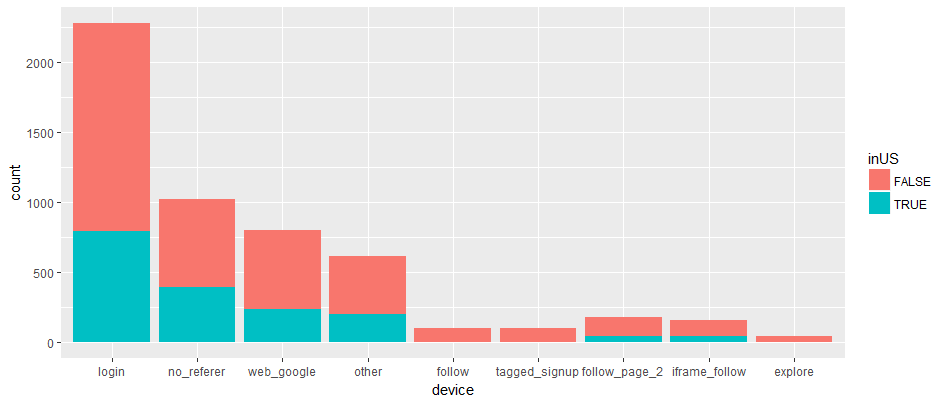 2000
1500
1000
500
0
count
login no_referer web_google other follow tagged_signup follow_page_2 iframe_follow explore
device
inUS
FALSE
TRUE